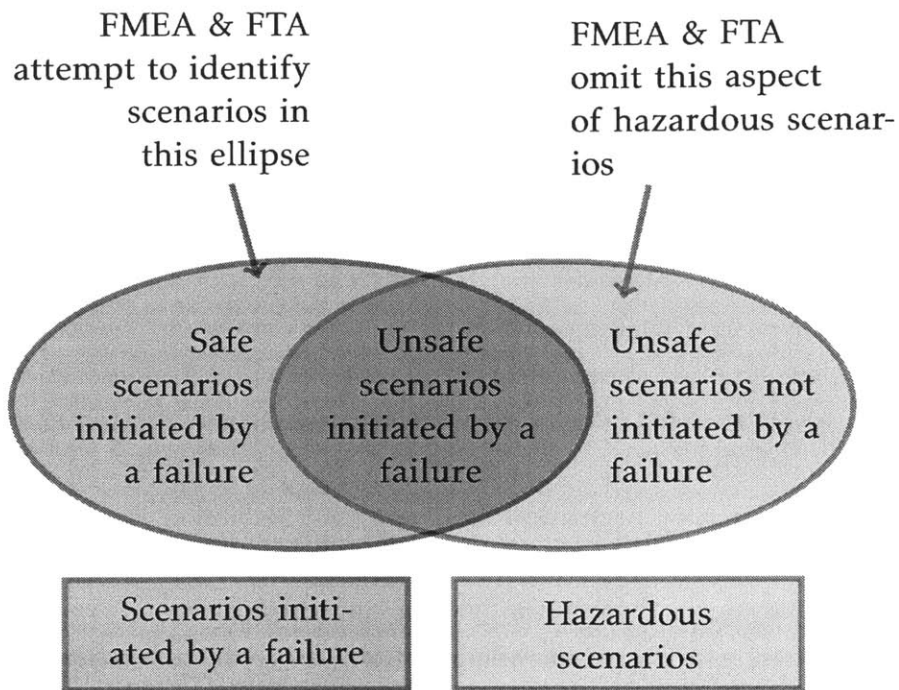 FMEA & FTA
attempt to identify
scenarios in
this ellipse
FMEA & FTA
omit this aspect
of hazardous scenar-
ios
Safe
scenarios
initiated by
a failure
Unsafe
scenarios
initiated by a
failure
Unsafe
scenarios not
initiated by a
failure
Scenarios initi-
ated by a failure
Hazardous
scenarios